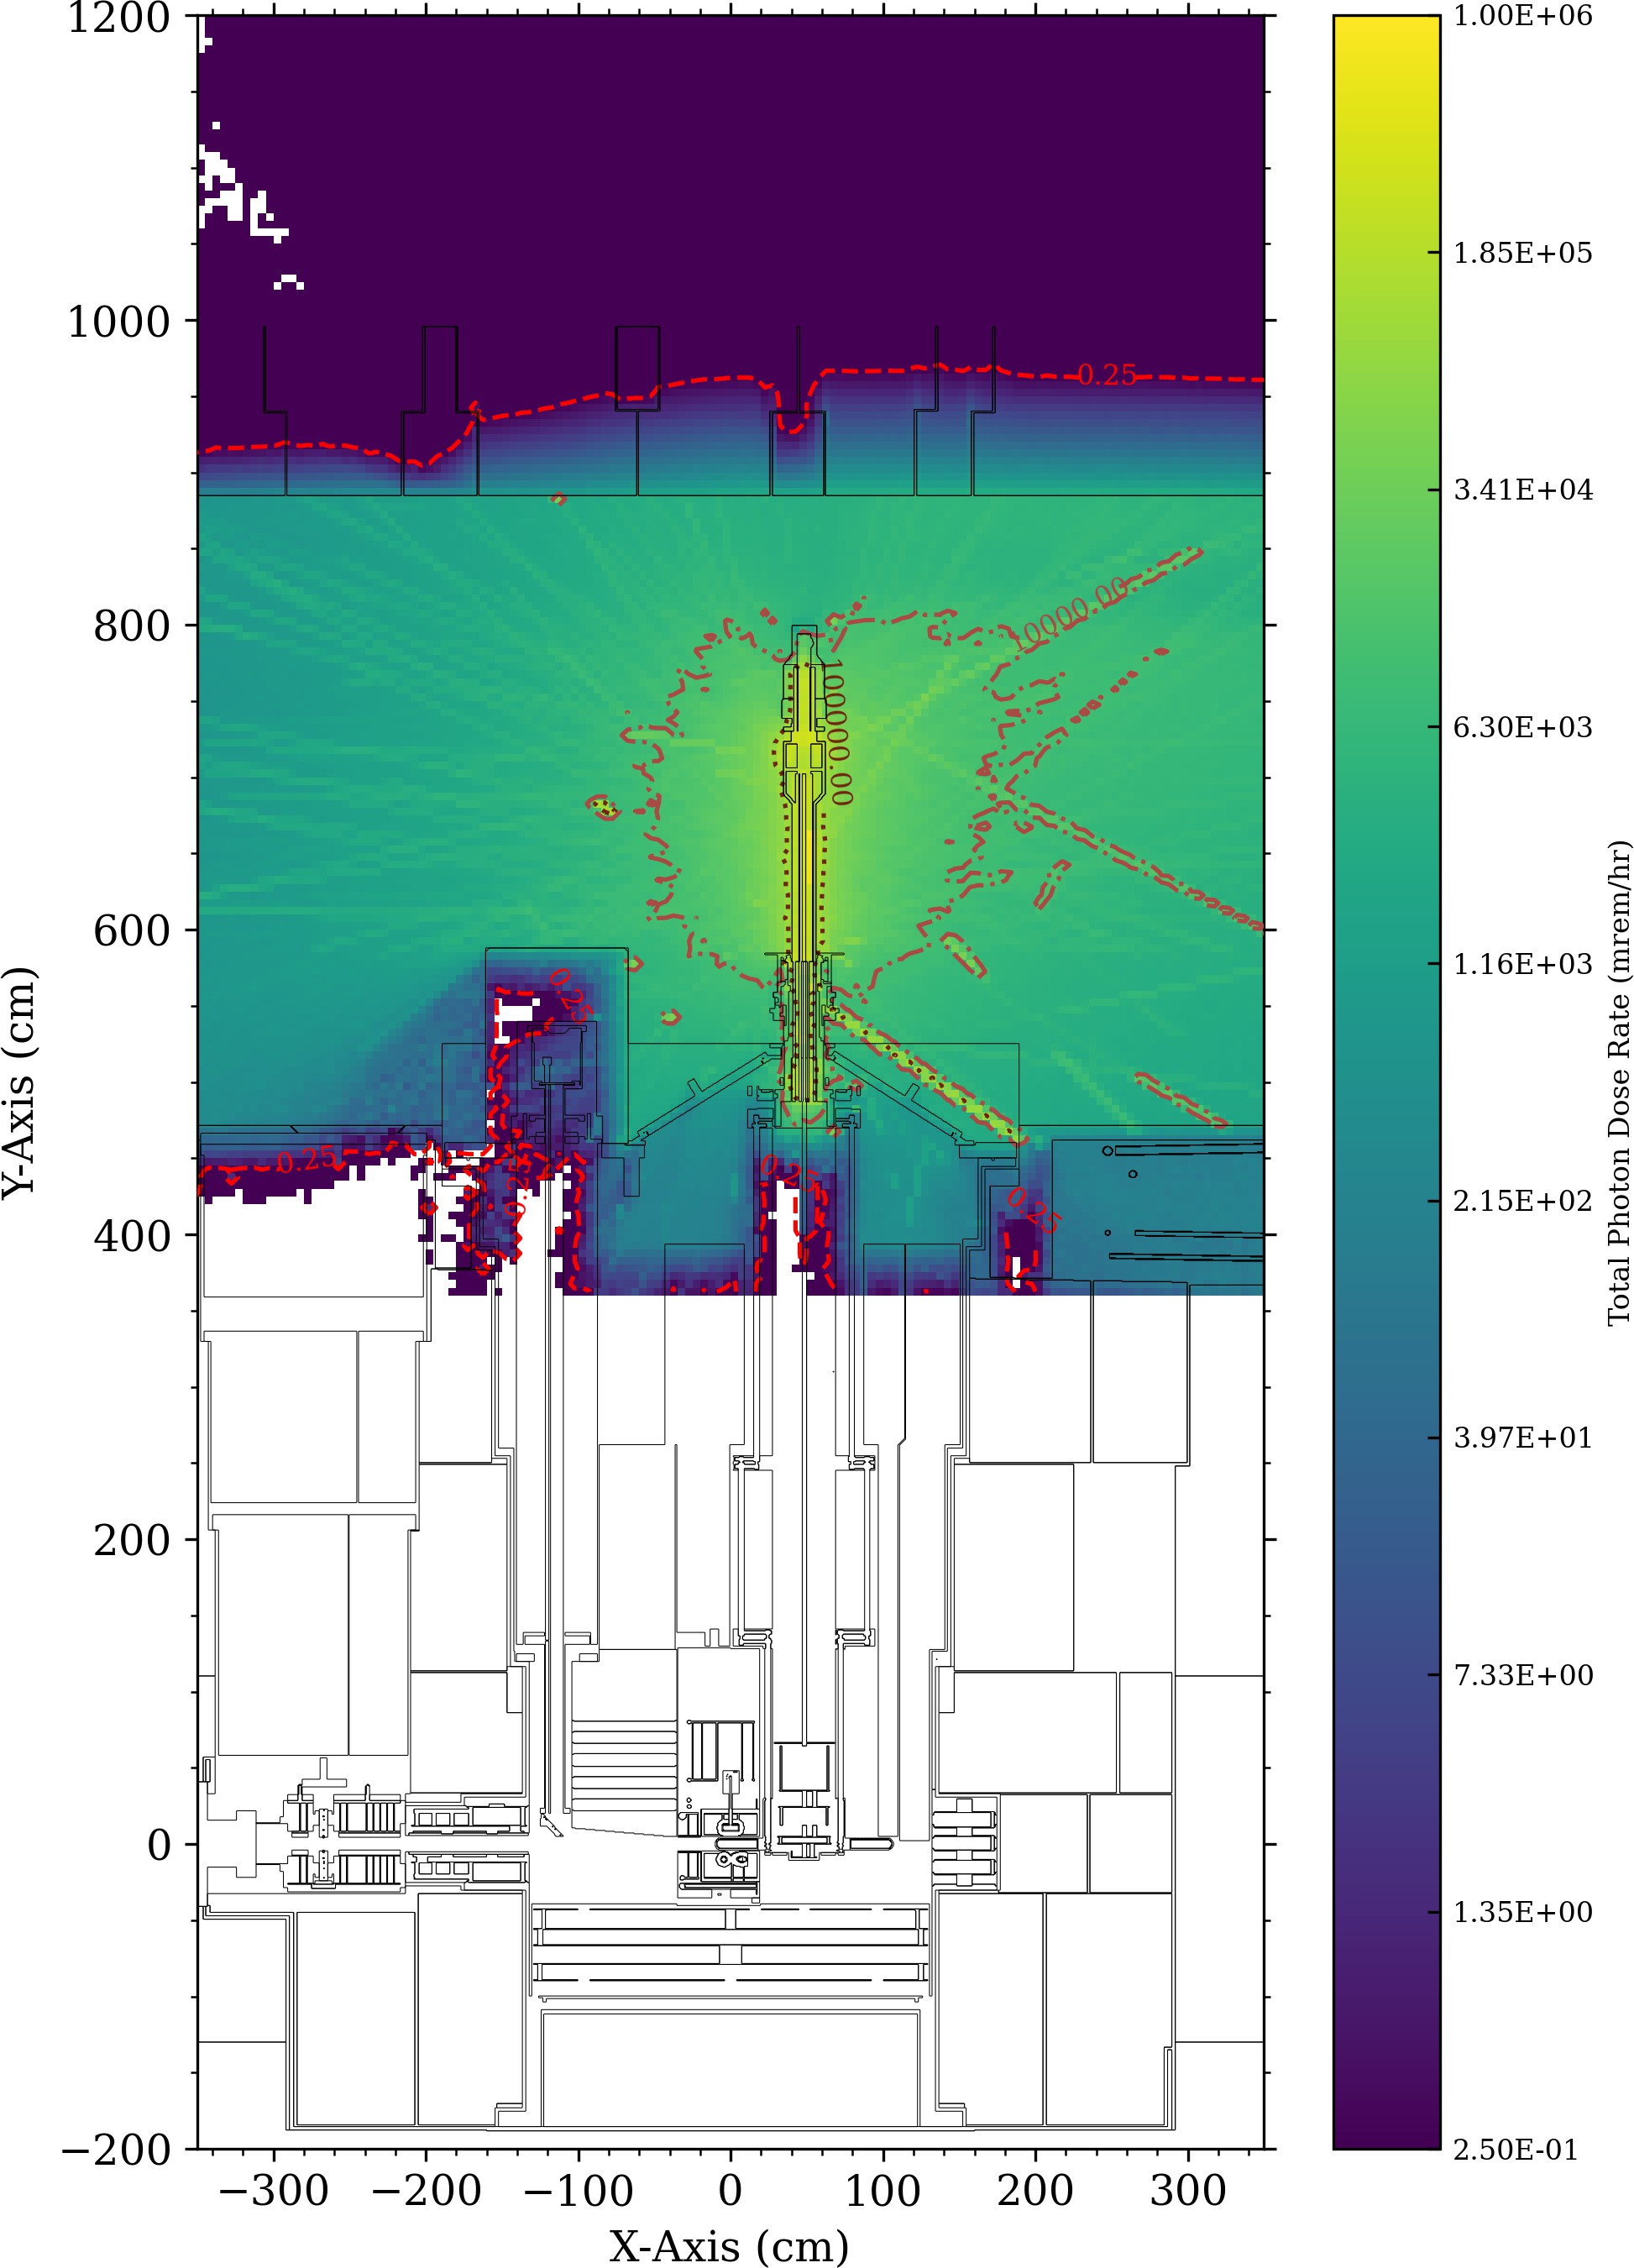 1200
1000
800
600
400
200
0
−200
−300
−200
−100
0
100
200
300
X-Axis (cm)
Y-Axis (cm)
0.25
10000.00
100000.00
0.25
0.25
0.25
0.25
0.25
1.00E+06
1.85E+05
3.41E+04
6.30E+03
1.16E+03
2.15E+02
3.97E+01
7.33E+00
1.35E+00
2.50E-01
Total Photon Dose Rate (mrem/hr)